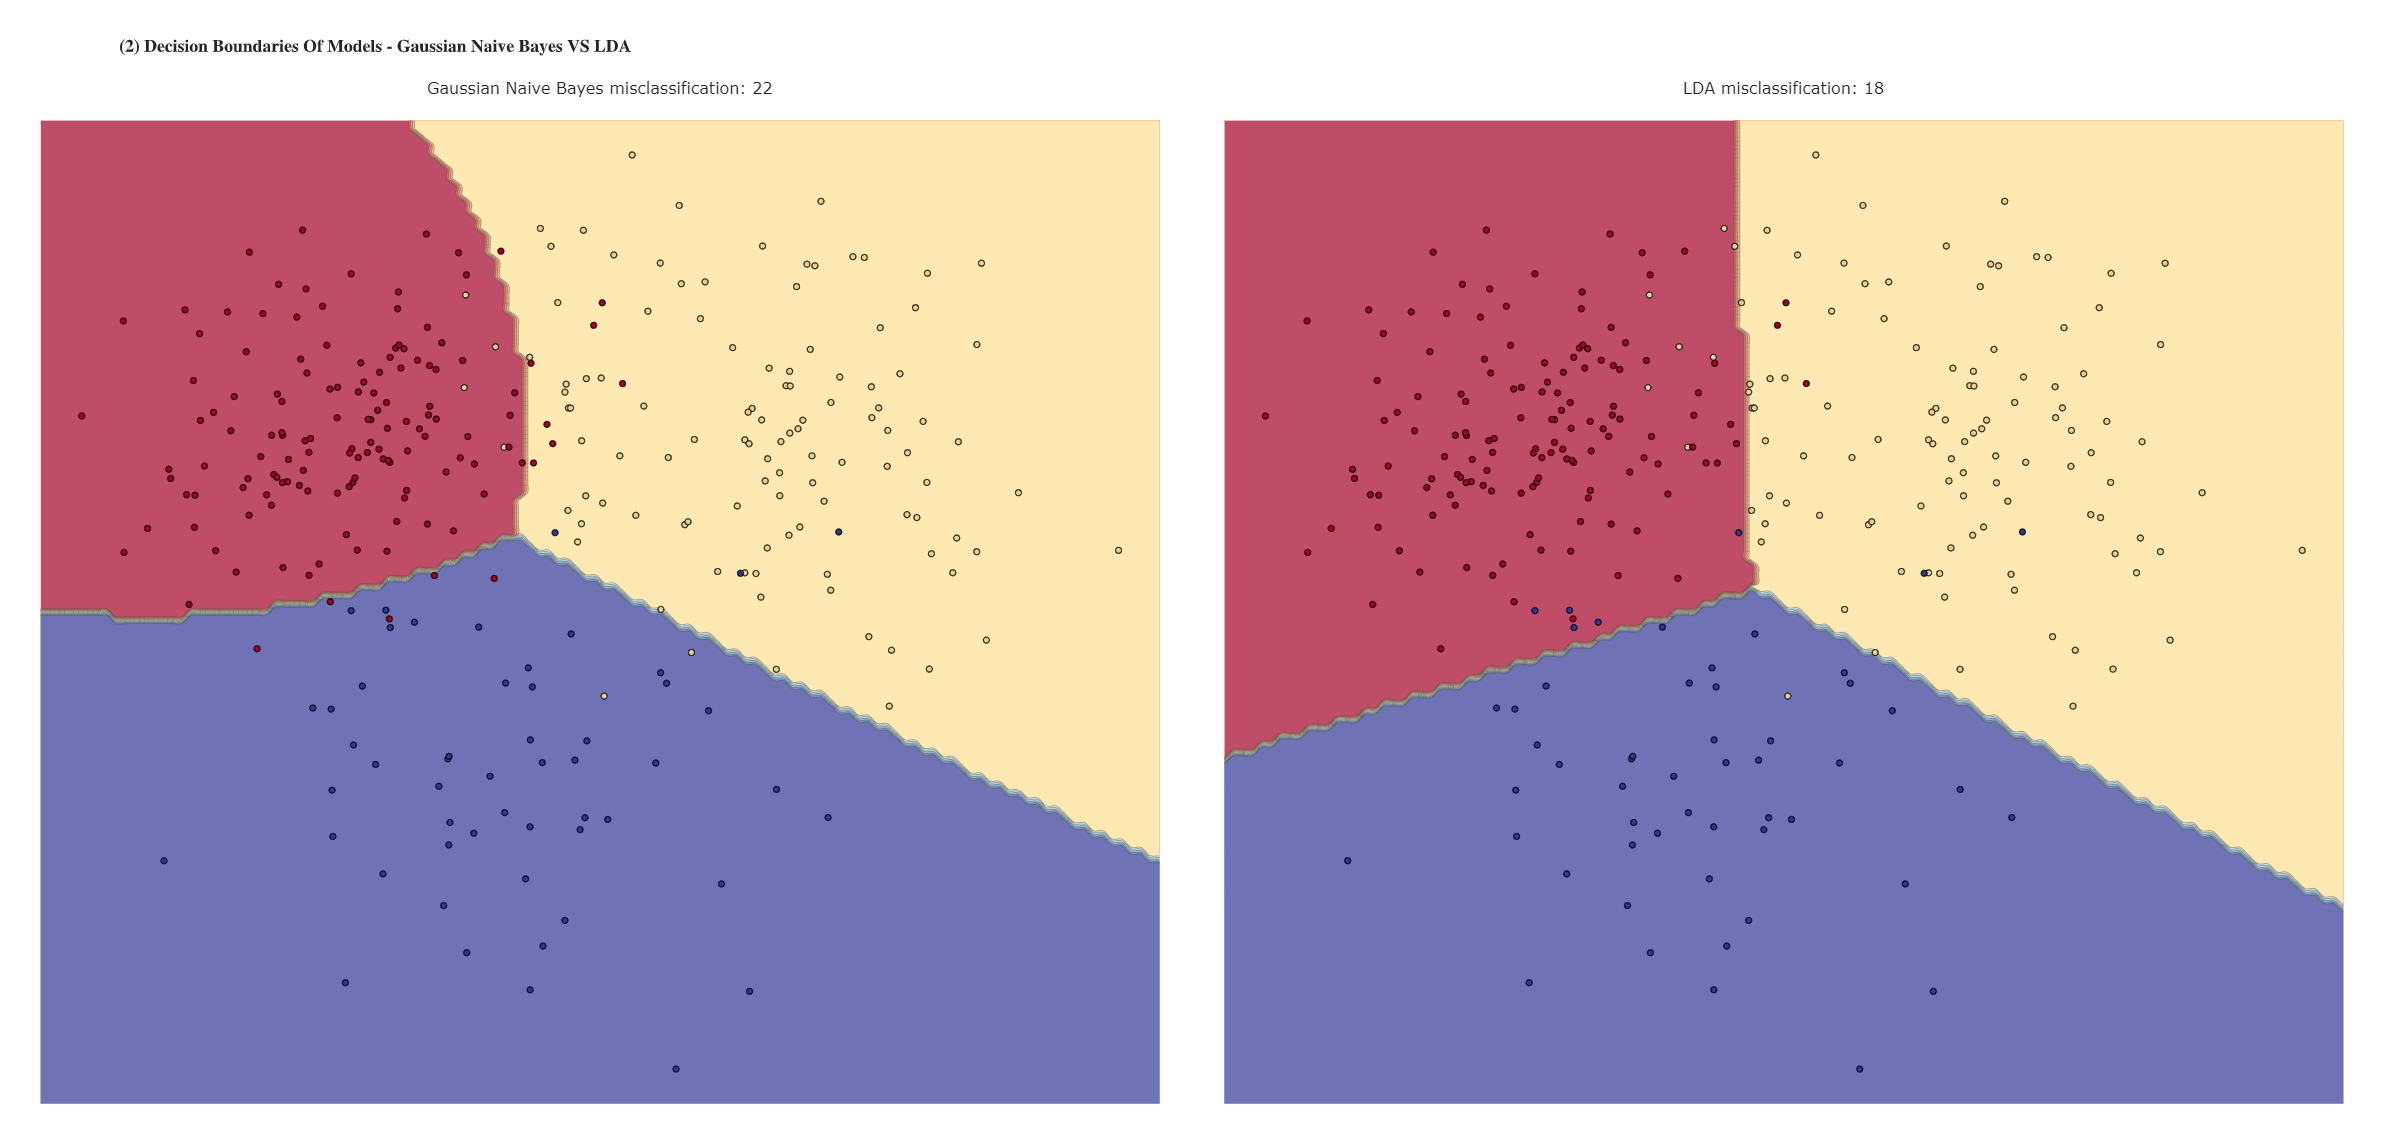 (2) Decision Boundaries Of Models - Gaussian Naive Bayes VS LDA
Gaussian Naive Bayes misclassification: 22
LDA misclassification: 18